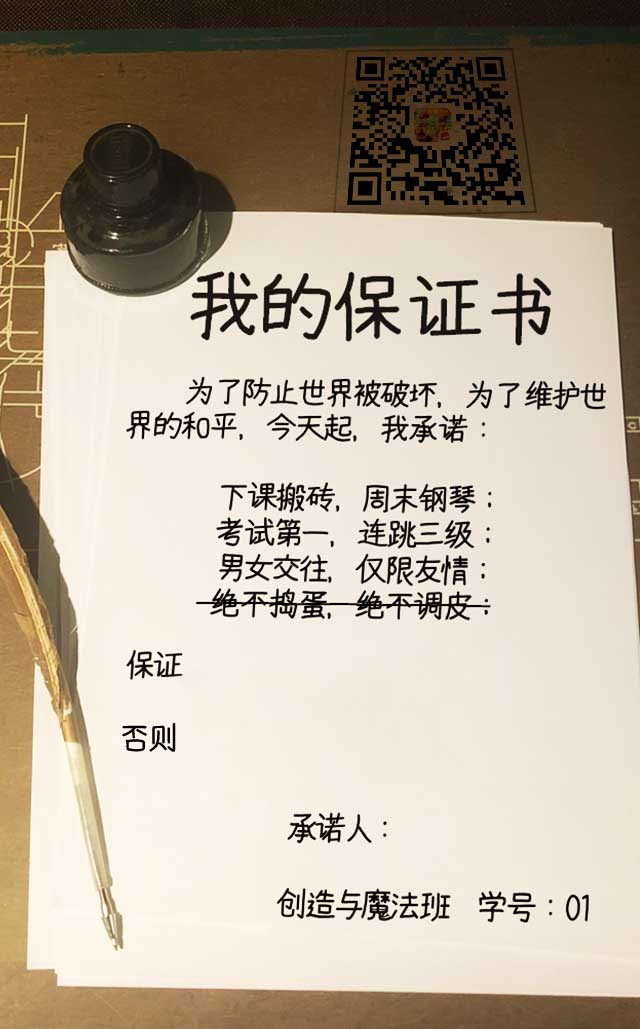 我的保证书
为了防止世界被破坏，为了维护世
界的和平，今天起，我承诺：
下课搬砖，周末钢琴；
考试第一，连跳三级；
男女交往，仅限友情；
绝不捣蛋，绝不调皮；
保证
否则
承诺人：
创造与魔法班 学号：01